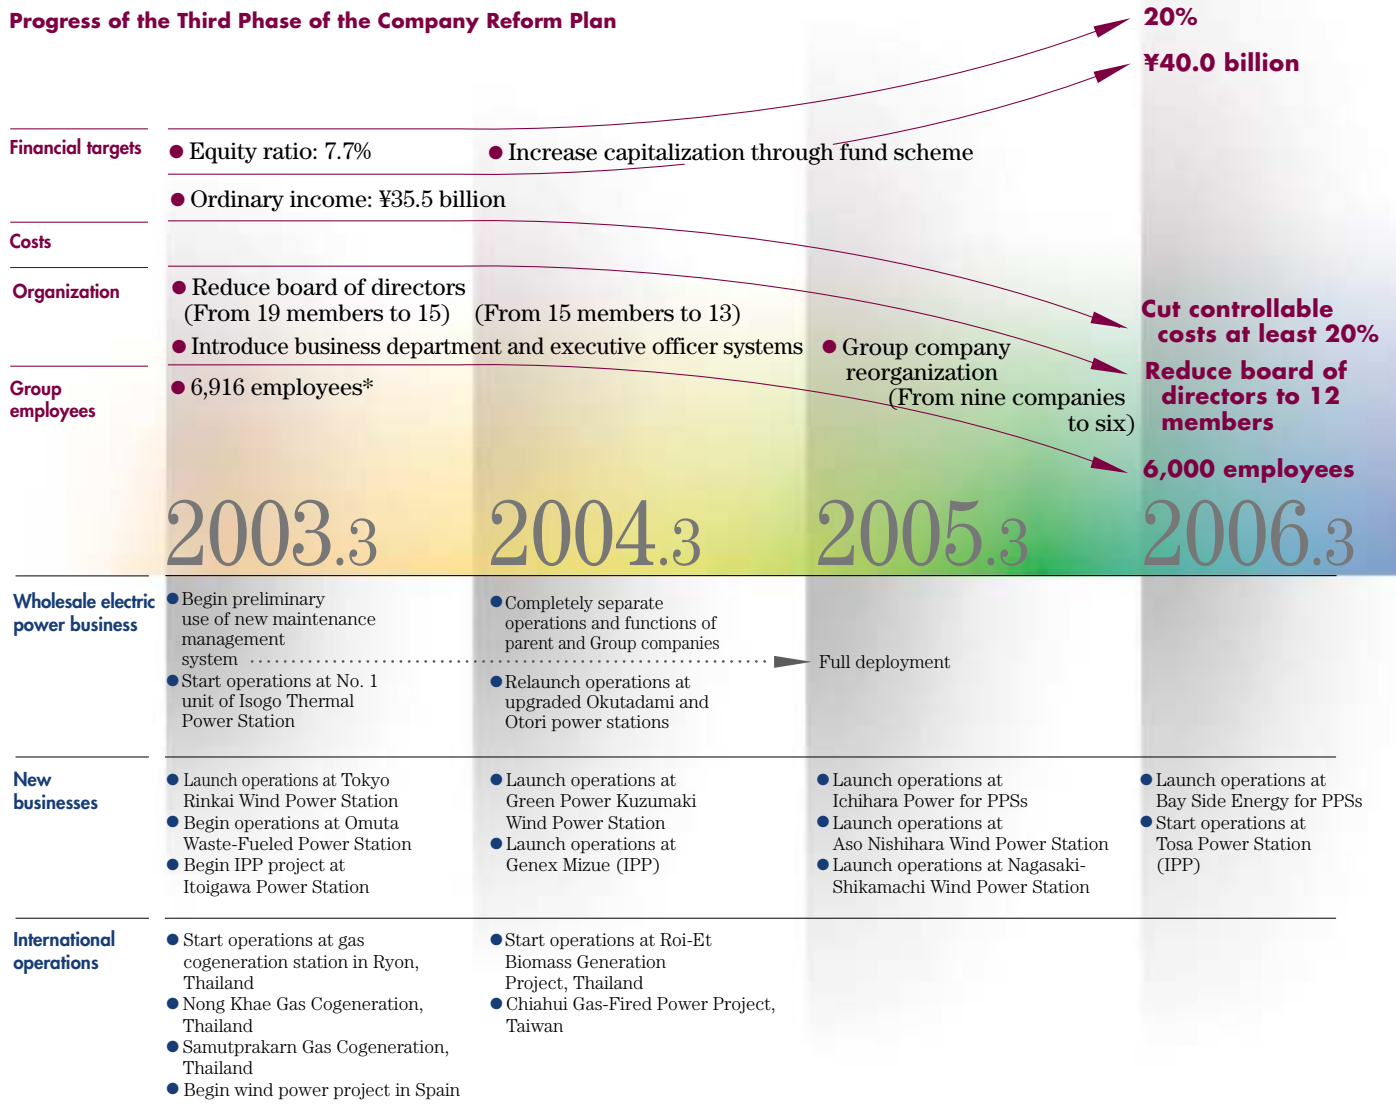 Progress of the Third Phase of the Company Reform Plan
20%
¥40.0 billion
Financial targets
● Equity ratio: 7.7%
● Increase capitalization through fund scheme
● Ordinary income: ¥35.5 billion
Costs
Cut controllable
costs at least 20%
Organization
● Reduce board of directors
(From 19 members to 15)
(From 15 members to 13)
● Introduce business department and executive officer systems
● Group company
reorganization
(From nine companies
to six)
Reduce board of
directors to 12
members
Group
employees
● 6,916 employees*
6,000 employees
2003.3
2004.3
2005.3
2006.3
Wholesale electric
power business
● Begin preliminary
use of new maintenance
management
system
Full deployment
● Start operations at No. 1
unit of Isogo Thermal
Power Station
● Completely separate
operations and functions of
parent and Group companies
● Relaunch operations at
upgraded Okutadami and
Otori power stations
New
businesses
● Launch operations at Tokyo
Rinkai Wind Power Station
● Begin operations at Omuta
Waste-Fueled Power Station
● Begin IPP project at
Itoigawa Power Station
● Launch operations at
Green Power Kuzumaki
Wind Power Station
● Launch operations at
Genex Mizue (IPP)
● Launch operations at
Ichihara Power for PPSs
● Launch operations at
Aso Nishihara Wind Power Station
● Launch operations at Nagasaki-
Shikamachi Wind Power Station
● Launch operations at
Bay Side Energy for PPSs
● Start operations at
Tosa Power Station
(IPP)
International
operations
● Start operations at gas
cogeneration station in Ryon,
Thailand
● Nong Khae Gas Cogeneration,
Thailand
● Samutprakarn Gas Cogeneration,
Thailand
● Begin wind power project in Spain
● Start operations at Roi-Et
Biomass Generation
Project, Thailand
● Chiahui Gas-Fired Power Project,
Taiwan